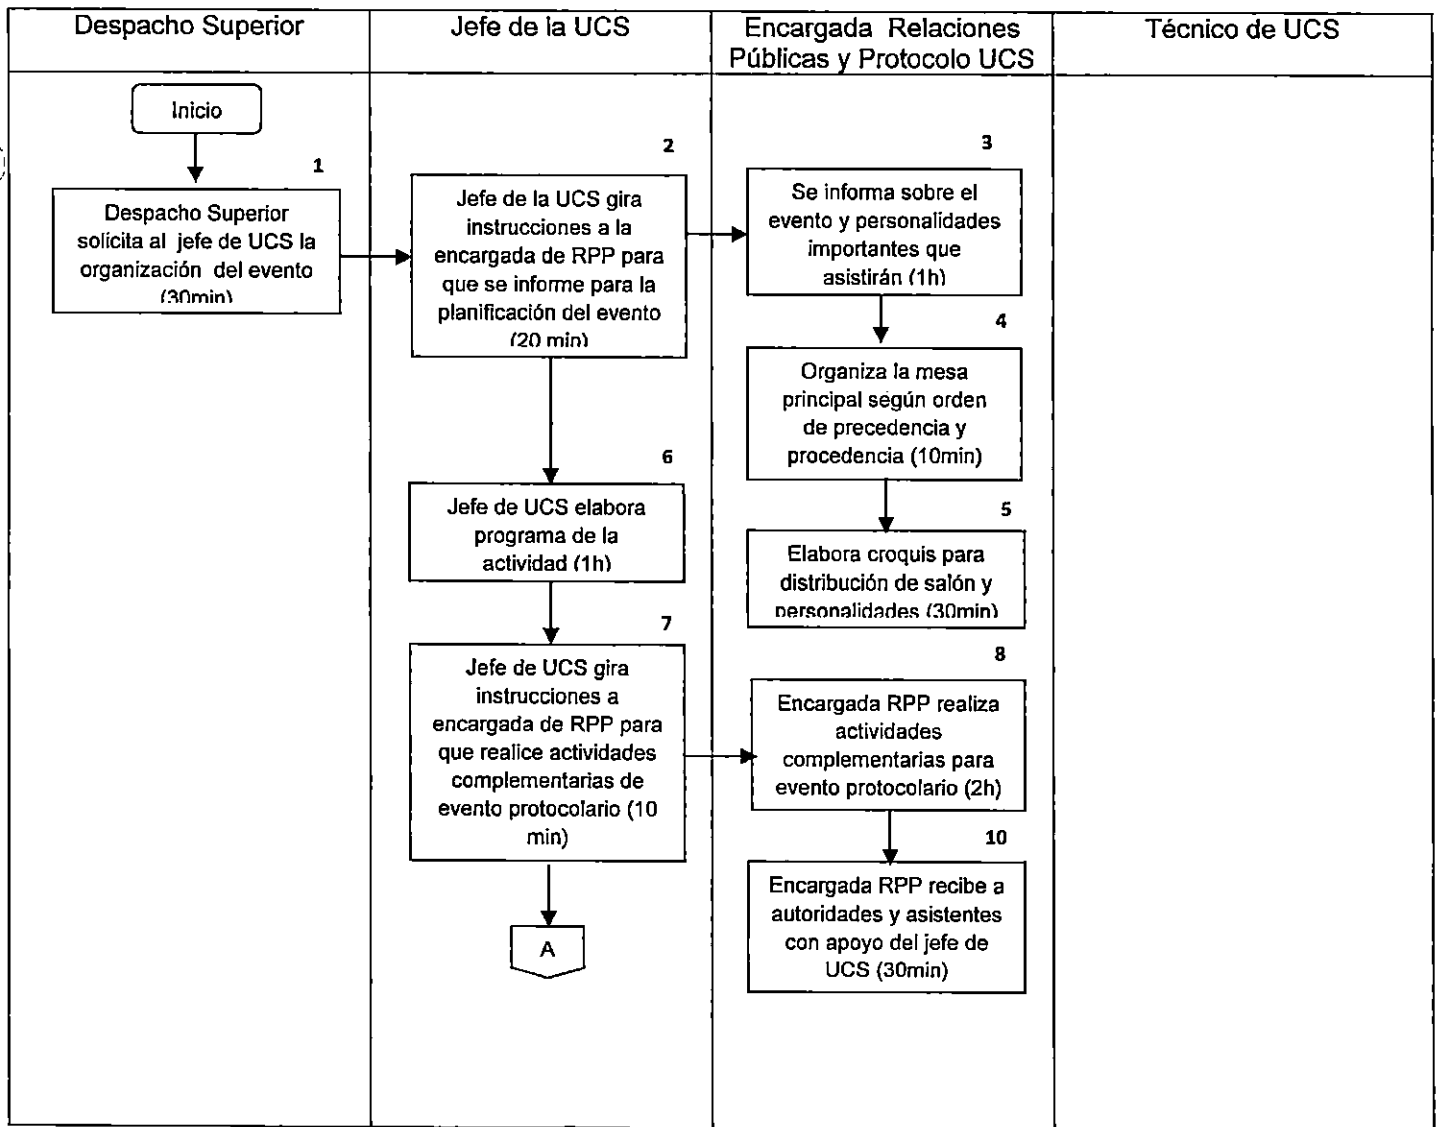 Despacho Superior
Jefe de la UCS
Encargada Relaciones
Públicas y Protocolo UCS
Técnico de UCS
Inicio
1
Despacho Superior
solicita al jefe de UCS la
organización del evento
(30min)
2
Jefe de la UCS gira
instrucciones a la
encargada de RPP para
que se informe para la
planificación del evento
(20 min)
3
Se informa sobre el
evento y personalidades
importantes que
asistirán (1h)
4
Organiza la mesa
principal según orden
de precedencia y
procedencia (10min)
5
Elabora croquis para
distribución de salón y
personalidades (30min)
6
Jefe de UCS elabora
programa de la
actividad (1h)
7
Jefe de UCS gira
instrucciones a
encargada de RPP para
que realice actividades
complementarias de
evento protocolario (10
min)
8
Encargada RPP realiza
actividades
complementarias para
evento protocolario (2h)
10
Encargada RPP recibe a
autoridades y asistentes
con apoyo del jefe de
UCS (30min)
A